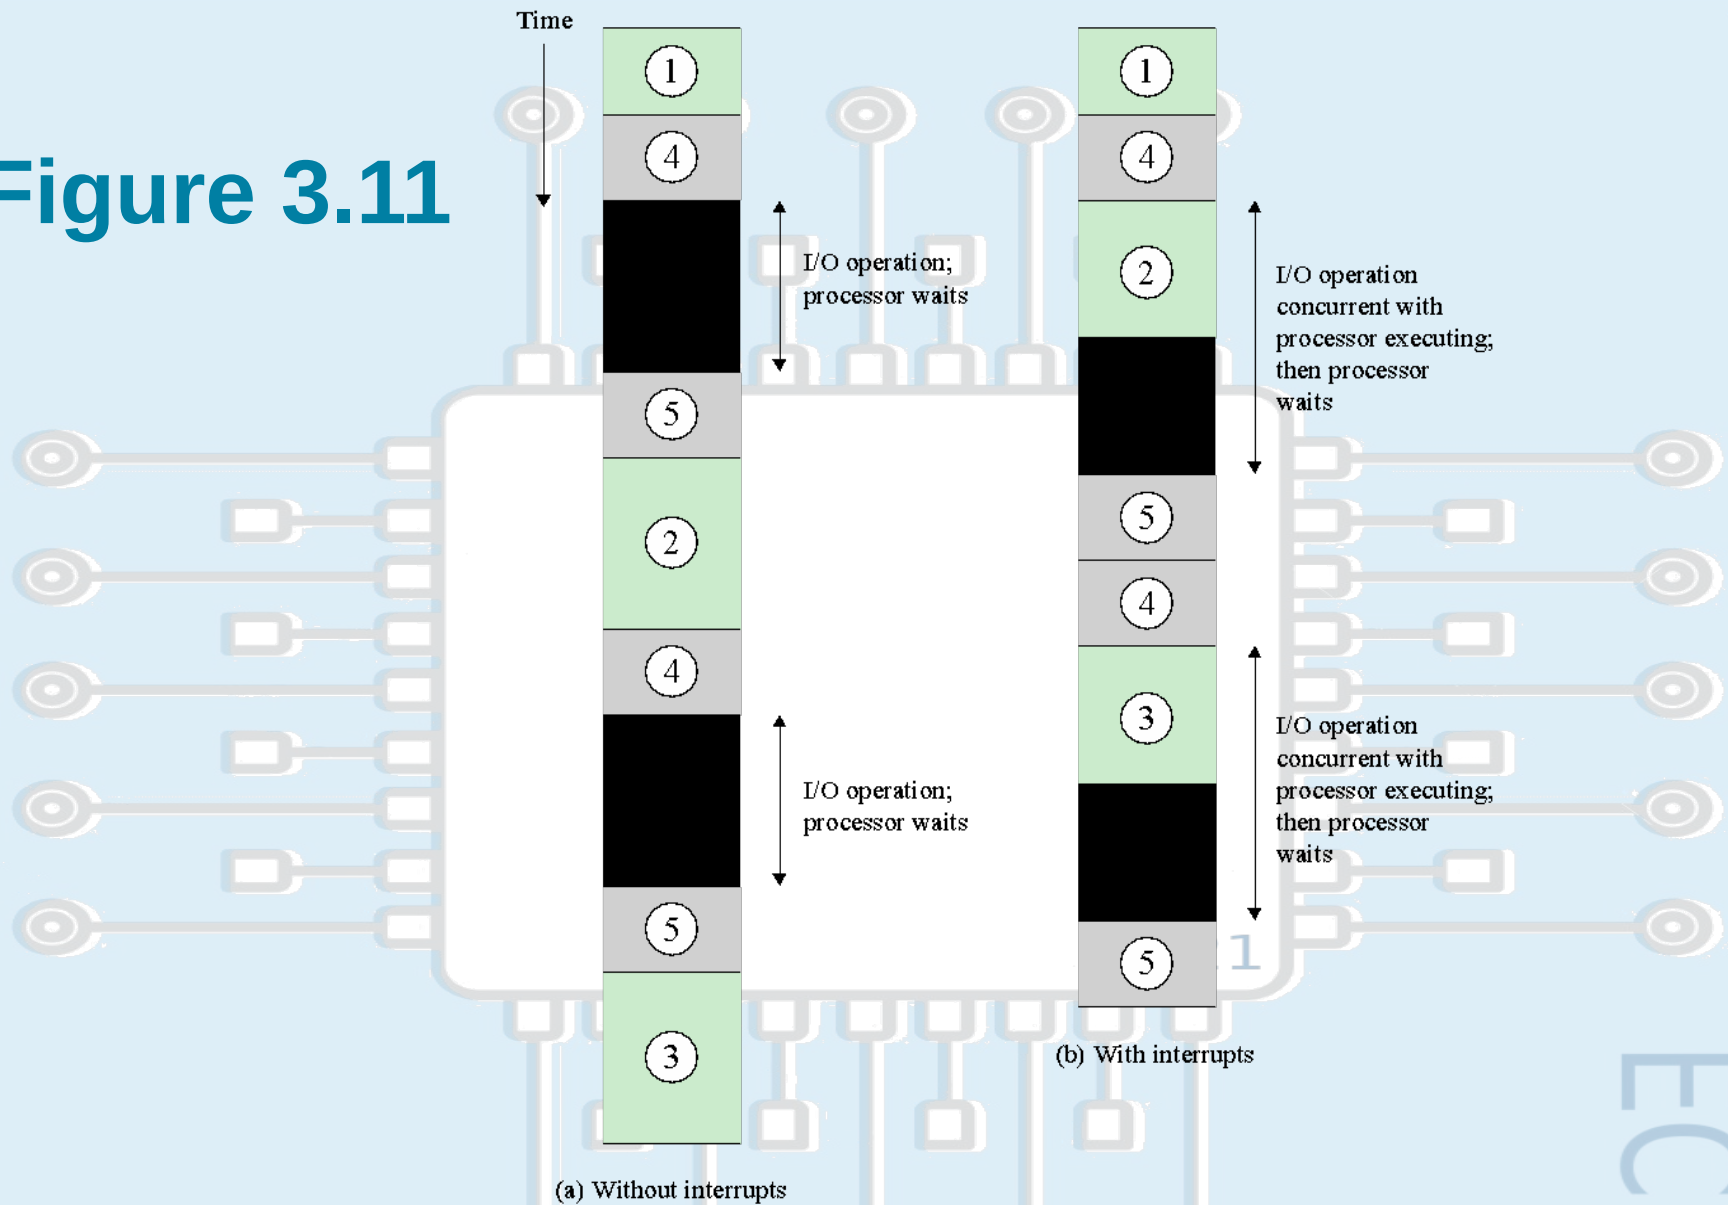 Time
Figure 3.11
1
4
I/O operation;
processor waits
5
2
4
I/O operation;
processor waits
5
3
(a) Without interrupts
1
4
2
I/O operation
concurrent with
processor executing;
then processor
waits
5
4
3
I/O operation
concurrent with
processor executing;
then processor
waits
5
(b) With interrupts
1
EC